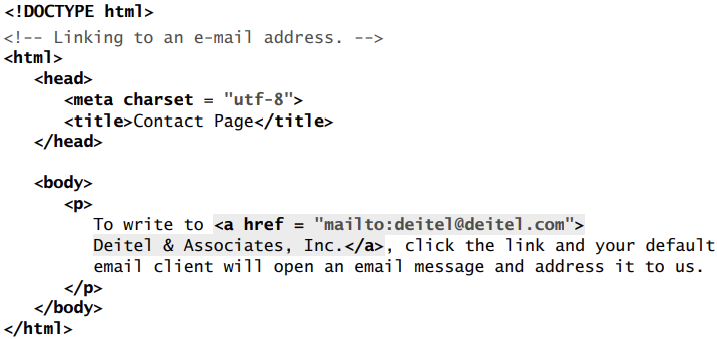 <!DOCTYPE html>
<!-- Linking to an e-mail address. -->
<html>
<head>
<meta charset = "utf-8">
<title>Contact Page</title>
</head>
<body>
<p>
To write to <a href = "mailto:deitel@deitel.com">
Deitel & Associates, Inc.</a>, click the link and your default
email client will open an email message and address it to us.
</p>
</body>
</html>